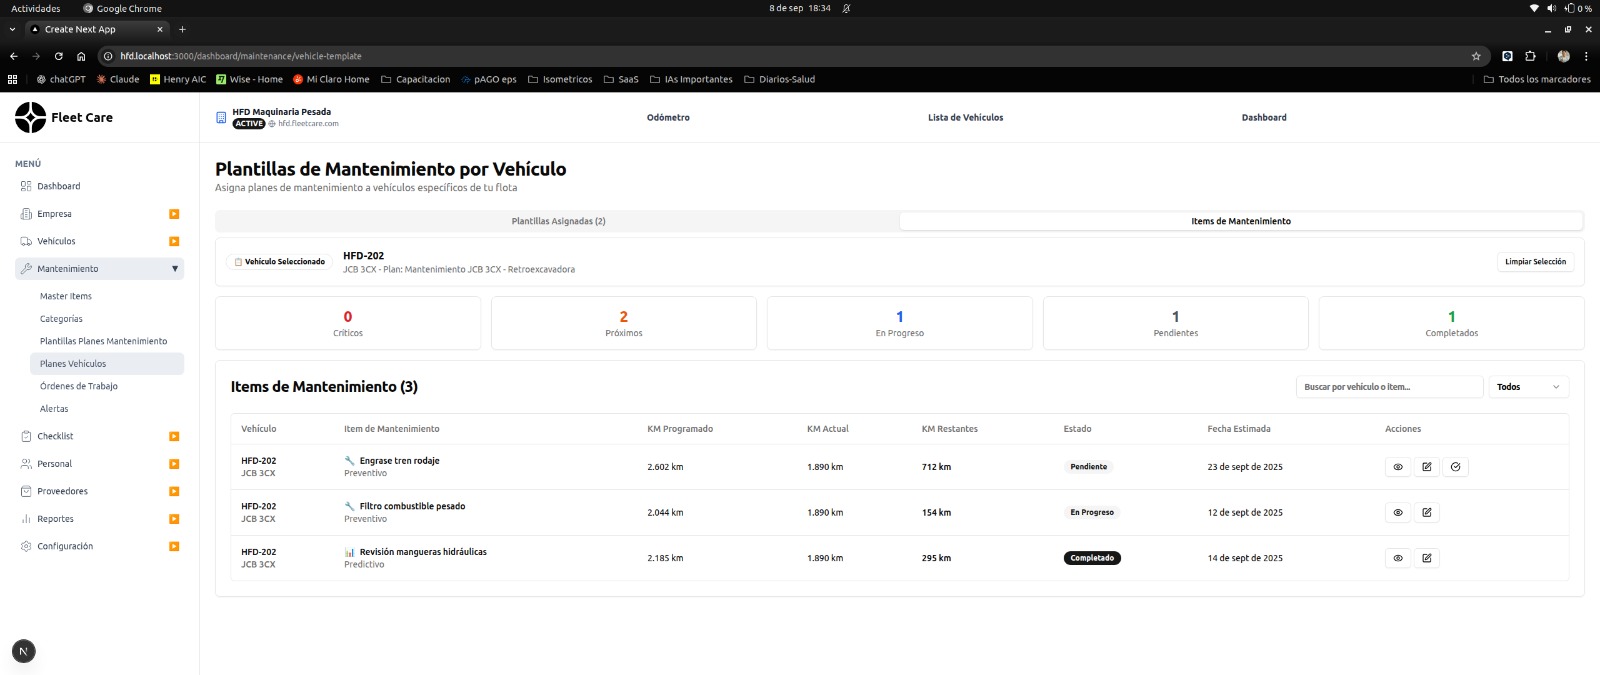 Actividades
Google Chrome
8 de sep 18:34
0 %
Create Next App
hfd.localhost:3000/dashboard/maintenance/vehicle-template
chatGPT
Claude
Henry AIC
Wise - Home
Mi Claro Home
Capacitacion
pAGO eps
Isometricos
SaaS
IAs Importantes
Diarios-Salud
Todos los marcadores
Fleet Care
HFD Maquinaria Pesada
ACTIVE hfd.fleetcare.com
Odómetro
Lista de Vehículos
Dashboard
MENÚ
Dashboard
Empresa
Vehículos
Mantenimiento
Master Items
Categorías
Plantillas Planes Mantenimiento
Planes Vehículos
Órdenes de Trabajo
Alertas
Checklist
Personal
Proveedores
Reportes
Configuración
N
Plantillas de Mantenimiento por Vehículo
Asigna planes de mantenimiento a vehículos específicos de tu flota
Plantillas Asignadas (2)
Items de Mantenimiento
Vehículo Seleccionado
HFD-202
JCB 3CX - Plan: Mantenimiento JCB 3CX - Retroexcavadora
Limpiar Selección
0
Críticos
2
Próximos
1
En Progreso
1
Pendientes
1
Completados
Items de Mantenimiento (3)
Buscar por vehículo o item...
Todos
Vehículo Item de Mantenimiento KM Programado KM Actual KM Restantes Estado Fecha Estimada Acciones
HFD-202 Engrase tren rodaje 2.602 km 1.890 km 712 km Pendiente 23 de sept de 2025
JCB 3CX Preventivo
HFD-202 Filtro combustible pesado 2.044 km 1.890 km 154 km En Progreso 12 de sept de 2025
JCB 3CX Preventivo
HFD-202 Revisión mangueras hidráulicas 2.185 km 1.890 km 295 km Completado 14 de sept de 2025
JCB 3CX Predictivo